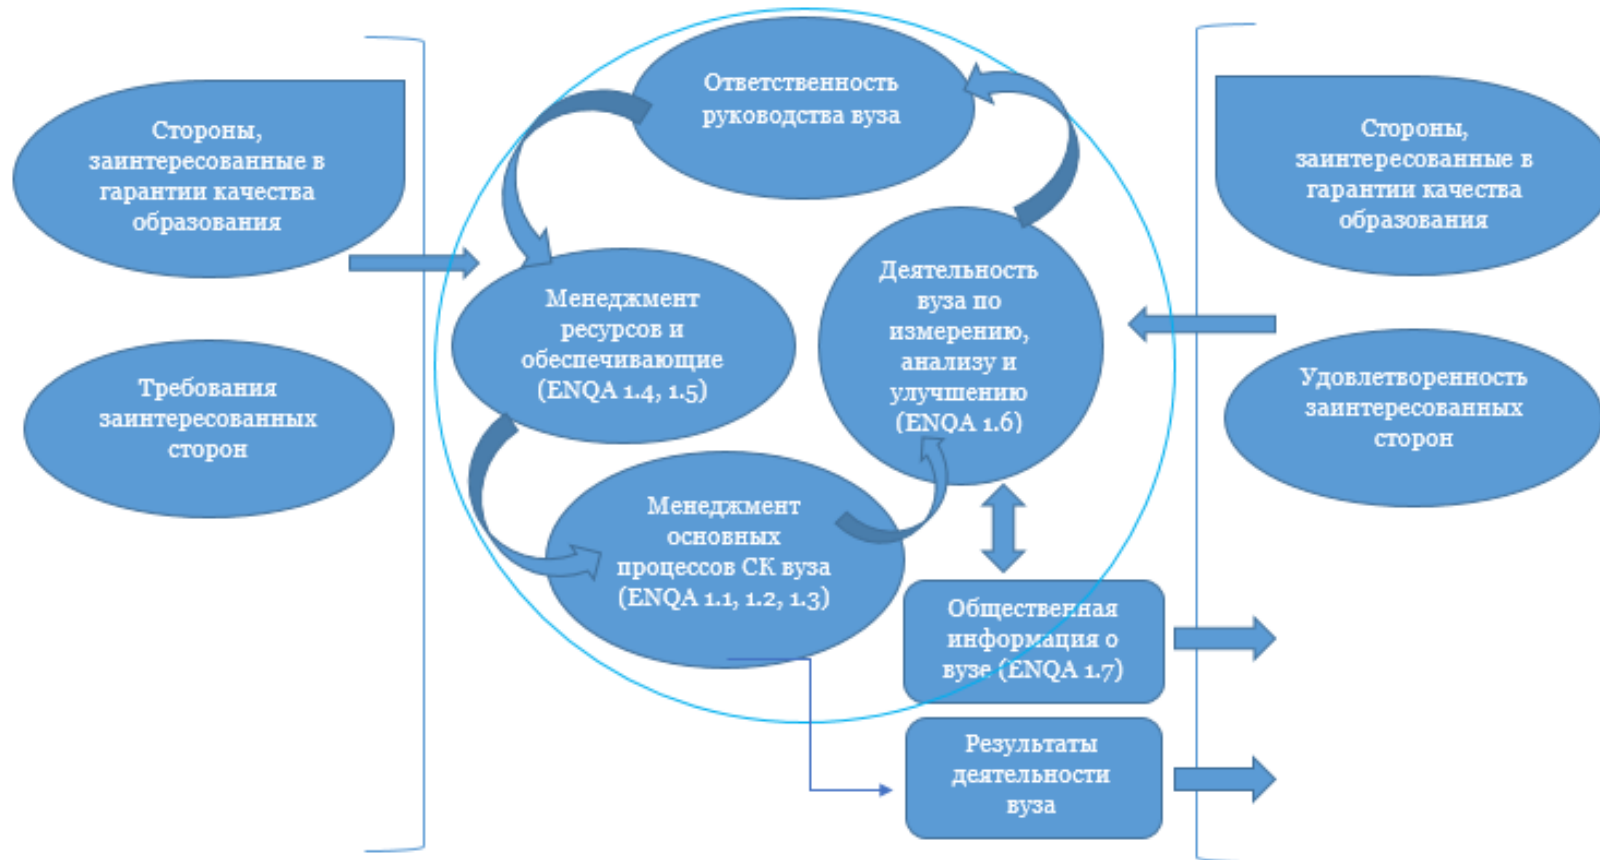 Ответственность
руководства вуза
Стороны,
заинтересованные в
гарантии качества
образования
Стороны,
заинтересованные в
гарантии качества
образования
Менеджмент
ресурсов и
обеспечивающие
(ENQA 1.4, 1.5)
Деятельность
вуза по
измерению,
анализу и
улучшению
(ENQA 1.6)
Требования
заинтересованных
сторон
Удовлетворенность
заинтересованных
сторон
Менеджмент
основных
процессов СК вуза
(ENQA 1.1, 1.2, 1.3)
Общественная
информация о
вузе (ENQA 1.7)
Результаты
деятельности
вуза